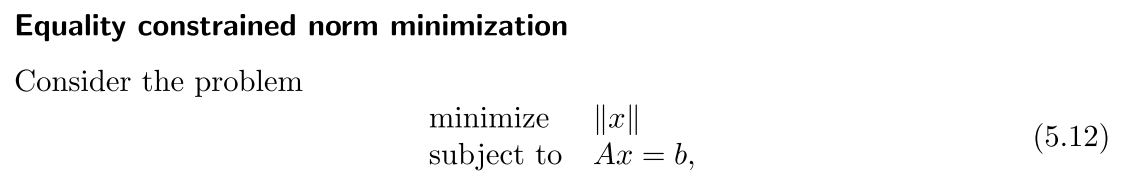 Equality constrained norm minimization
Consider the problem
minimize ‖x‖
subject to Ax = b,
(5.12)